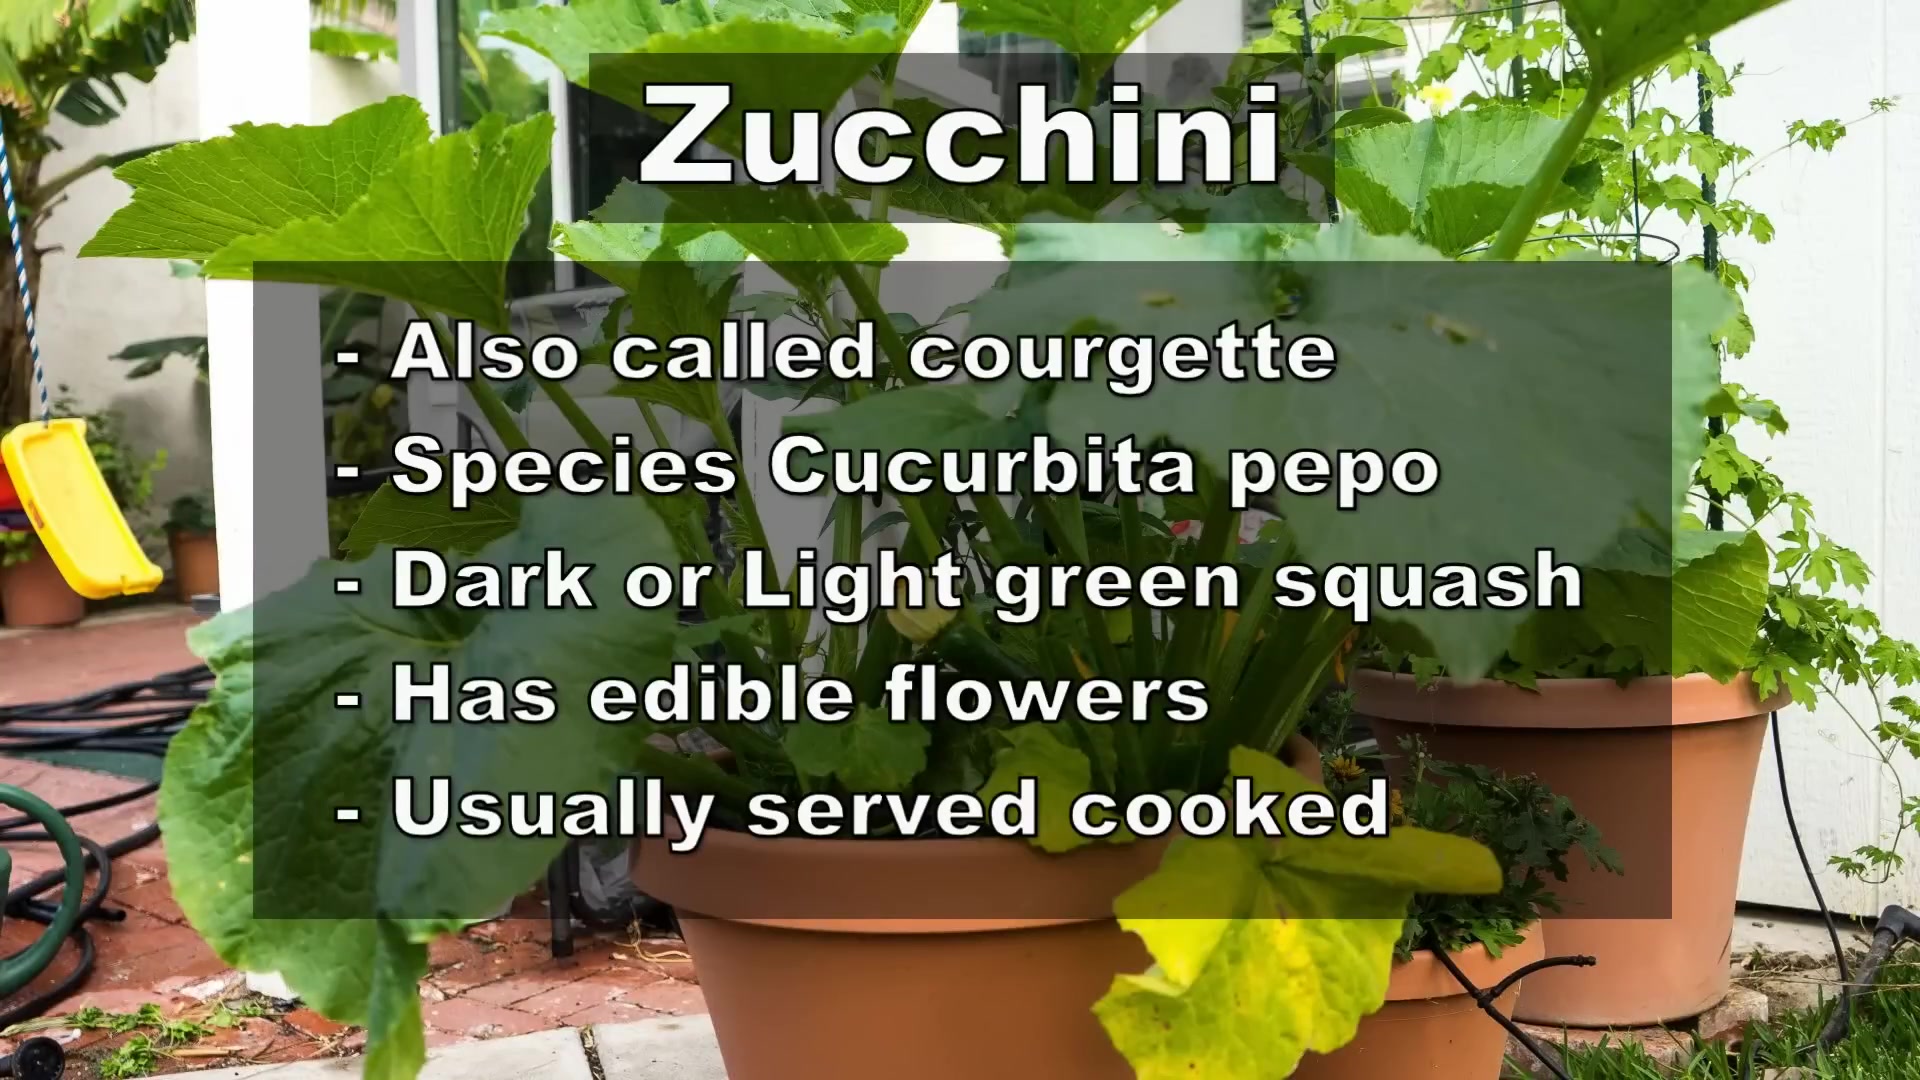 Zucchini
- Also called courgette
- Species Cucurbita pepo
- Dark or Light green squash
- Has edible flowers
- Usually served cooked